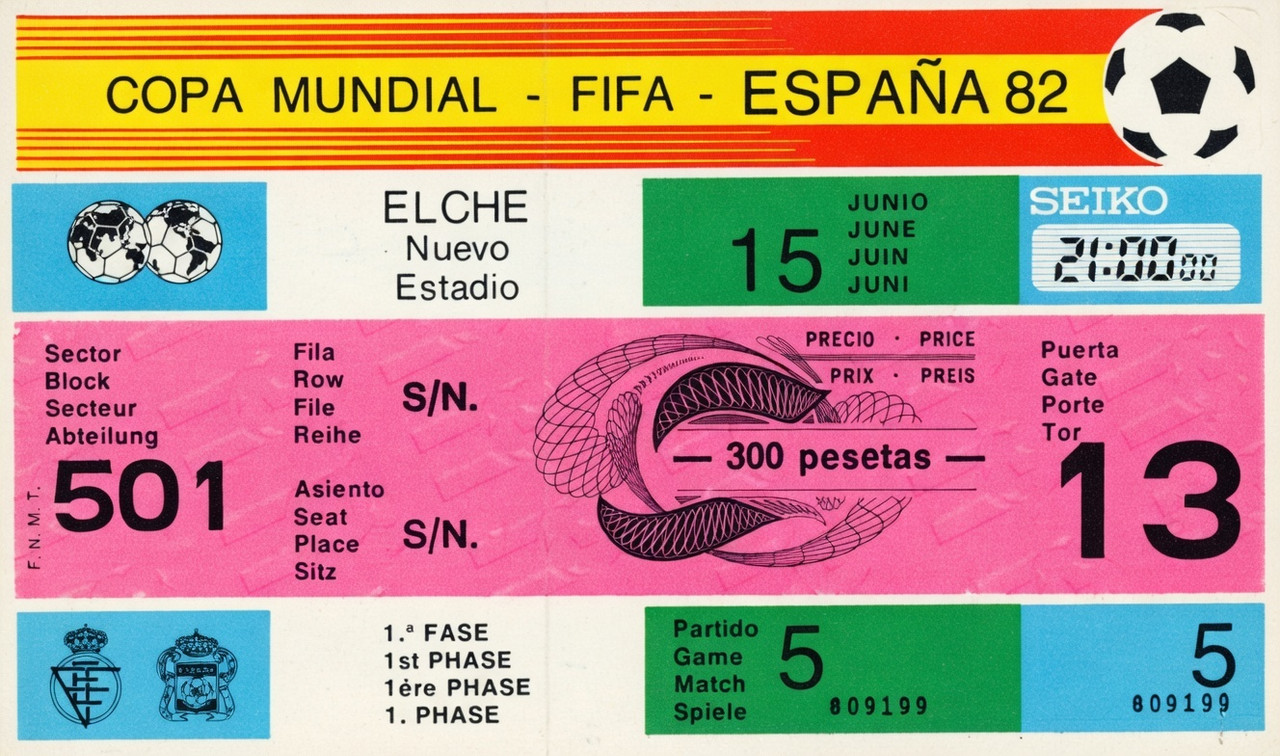 COPA MUNDIAL - FIFA - ESPAÑA 82
ELCHE
Nuevo
Estadio
15
JUNIO
JUNE
JUIN
JUNI
SEIKO
21:00 00
Sector
Block
Secteur
Abteilung
501
F. N. M. T.
Fila
Row
File
Reihe
S/N.
Asiento
Seat
Place
Sitz
S/N.
PRECIO · PRICE
PRIX · PREIS
— 300 pesetas —
Puerta
Gate
Porte
Tor
13
1.ª FASE
1st PHASE
1ère PHASE
1. PHASE
Partido
Game
Match
Spiele
5
809199
5
809199